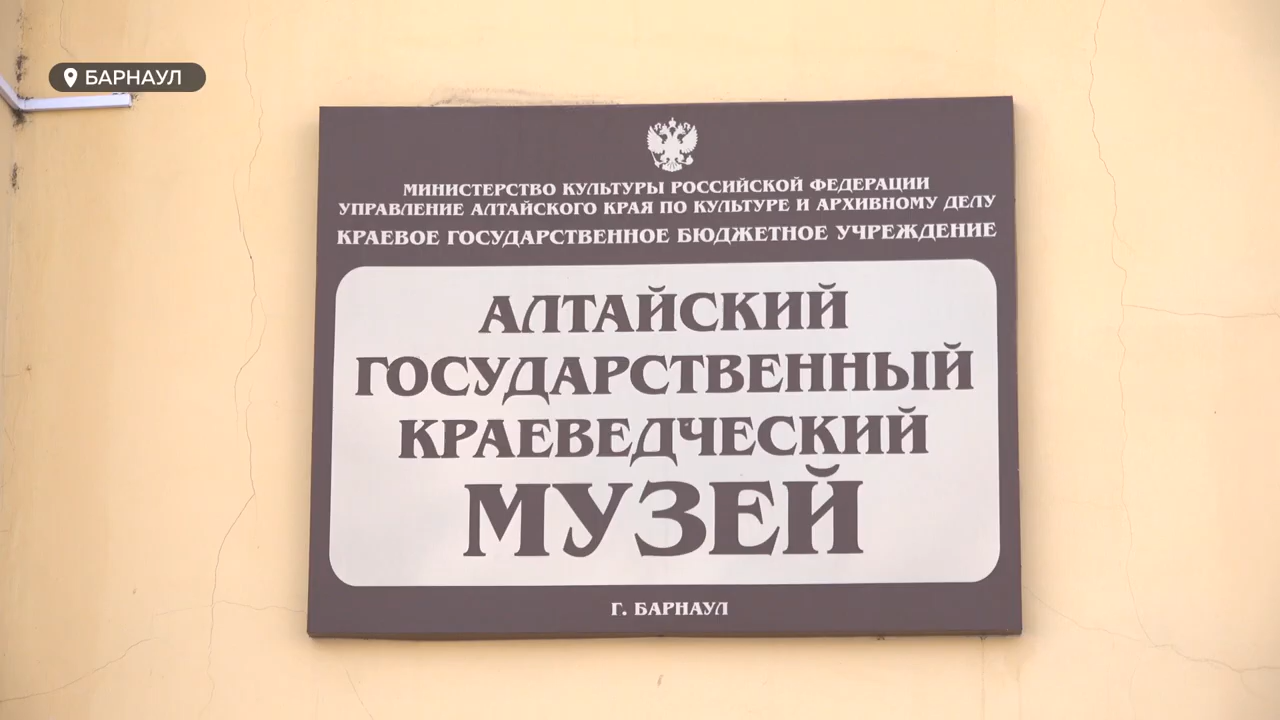 БАРНАУЛ
МИНИСТЕРСТВО КУЛЬТУРЫ РОССИЙСКОЙ ФЕДЕРАЦИИ
УПРАВЛЕНИЕ АЛТАЙСКОГО КРАЯ ПО КУЛЬТУРЕ И АРХИВНОМУ ДЕЛУ
КРАЕВОЕ ГОСУДАРСТВЕННОЕ БЮДЖЕТНОЕ УЧРЕЖДЕНИЕ
АЛТАЙСКИЙ
ГОСУДАРСТВЕННЫЙ
КРАЕВЕДЧЕСКИЙ
МУЗЕЙ
Г. БАРНАУЛ